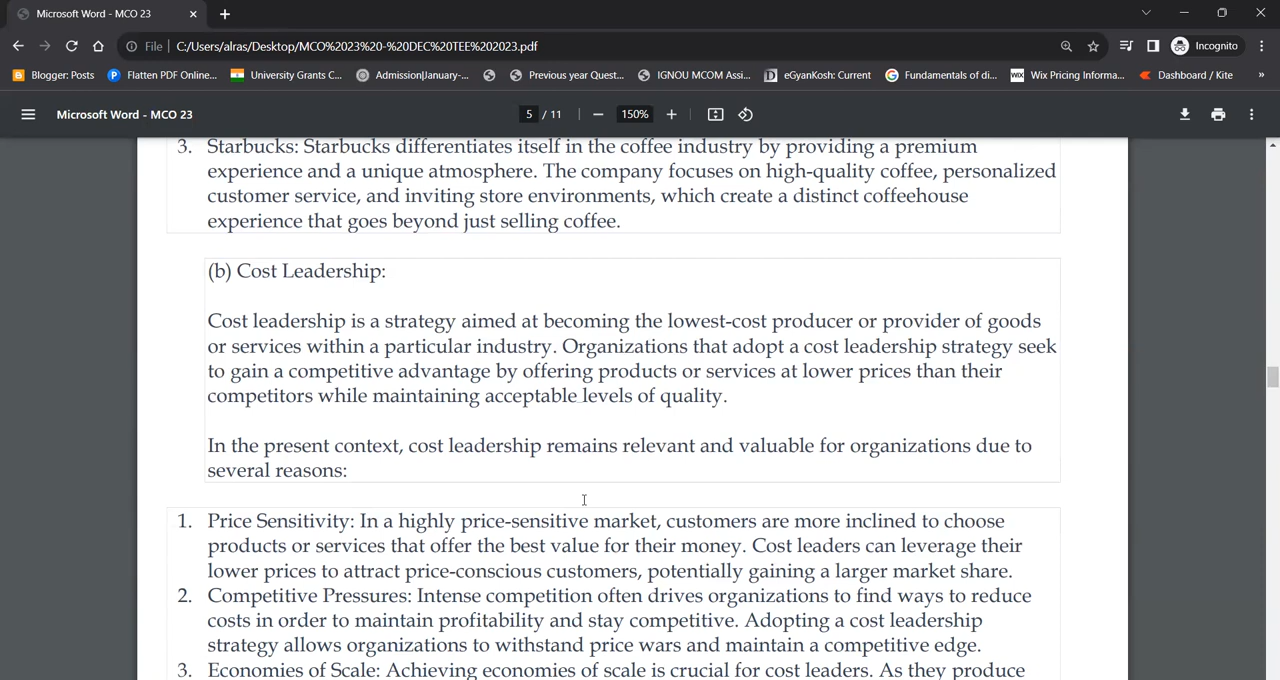 Microsoft Word - MCO 23
File C:/Users/alras/Desktop/MCO%2023%20-%20DEC%20TEE%202023.pdf Incognito
Blogger: Posts Flatten PDF Online... University Grants C... Admission|January-... Previous year Quest... IGNOU MCOM Assi... eGyanKosh: Current Fundamentals of di... WIX Wix Pricing Informa... Dashboard / Kite »
Microsoft Word - MCO 23 5 / 11 150%
3. Starbucks: Starbucks differentiates itself in the coffee industry by providing a premium
experience and a unique atmosphere. The company focuses on high-quality coffee, personalized
customer service, and inviting store environments, which create a distinct coffeehouse
experience that goes beyond just selling coffee.
(b) Cost Leadership:
Cost leadership is a strategy aimed at becoming the lowest-cost producer or provider of goods
or services within a particular industry. Organizations that adopt a cost leadership strategy seek
to gain a competitive advantage by offering products or services at lower prices than their
competitors while maintaining acceptable levels of quality.
In the present context, cost leadership remains relevant and valuable for organizations due to
several reasons:
1. Price Sensitivity: In a highly price-sensitive market, customers are more inclined to choose
products or services that offer the best value for their money. Cost leaders can leverage their
lower prices to attract price-conscious customers, potentially gaining a larger market share.
2. Competitive Pressures: Intense competition often drives organizations to find ways to reduce
costs in order to maintain profitability and stay competitive. Adopting a cost leadership
strategy allows organizations to withstand price wars and maintain a competitive edge.
3. Economies of Scale: Achieving economies of scale is crucial for cost leaders. As they produce